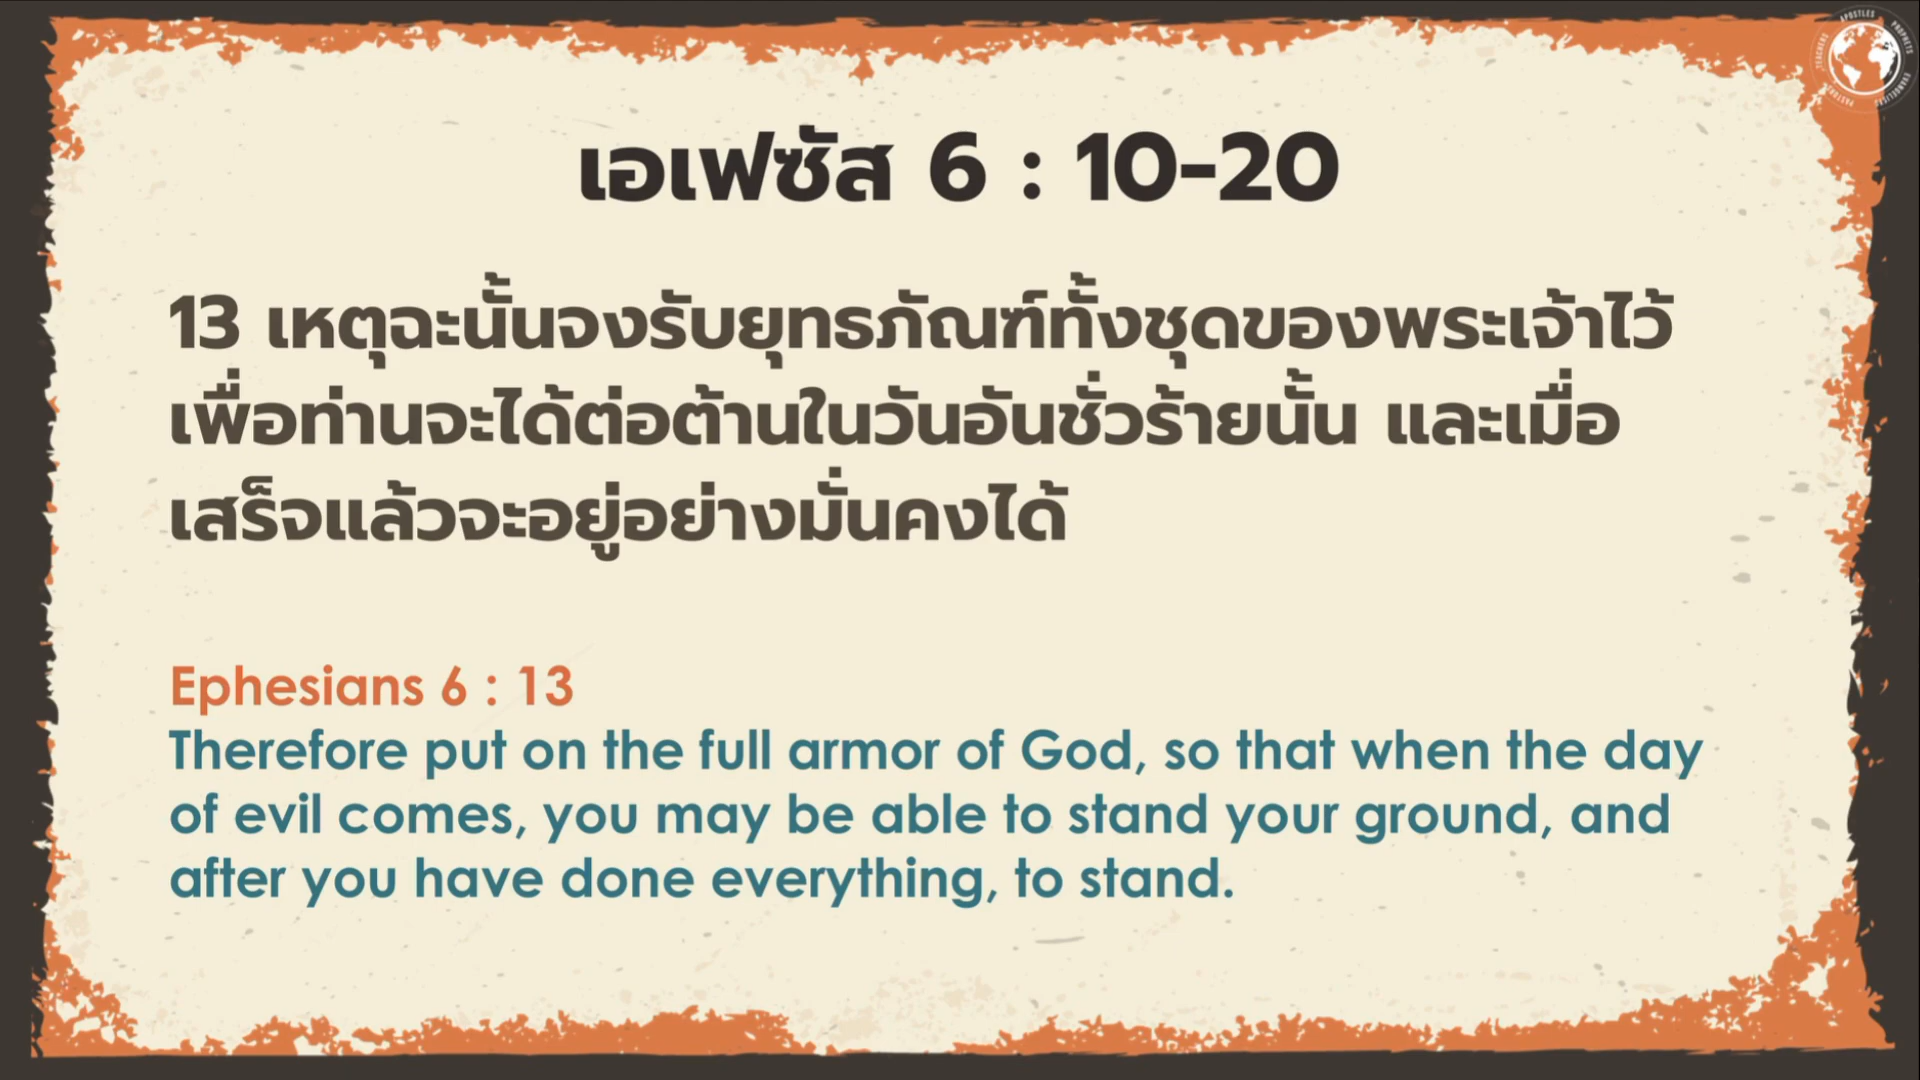 เอเฟซัส 6 : 10-20
13 เหตุฉะนั้นจงรับยุทธภัณฑ์ทั้งชุดของพระเจ้าไว้
เพื่อท่านจะได้ต่อต้านในวันอันชั่วร้ายนั้น และเมื่อ
เสร็จแล้วจะอยู่อย่างมั่นคงได้
Ephesians 6 : 13
Therefore put on the full armor of God, so that when the day
of evil comes, you may be able to stand your ground, and
after you have done everything, to stand.
APOSTLES
PROPHETS
EVANGELISTS
PASTORS
TEACHERS